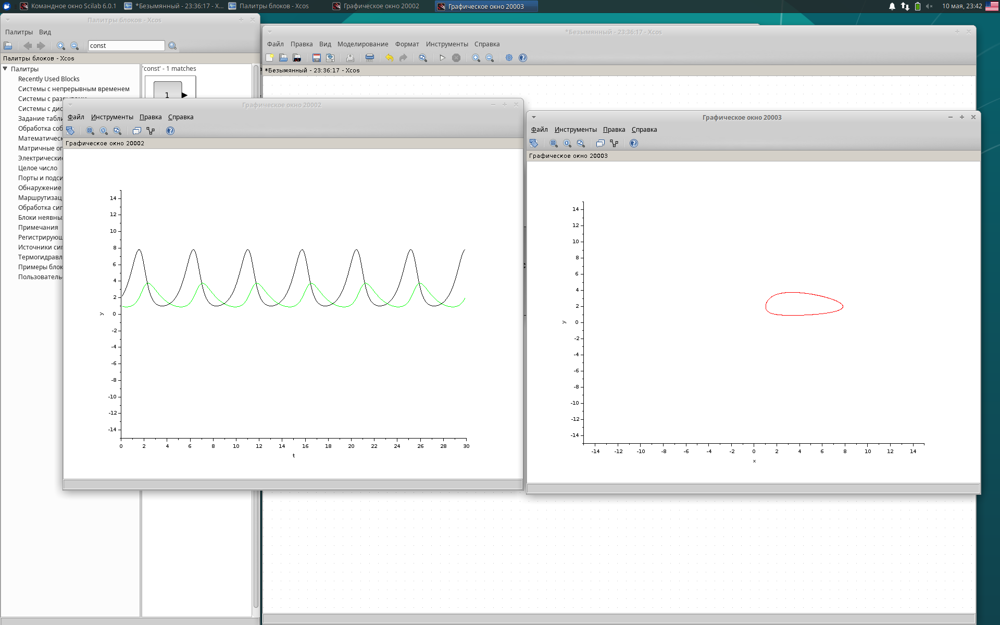 Командное окно Scilab 6.0.1
*Безымянный - 23:36:17 - X...
Палитры блоков - Xcos
Графическое окно 20002
Графическое окно 20003
10 мая, 23:42
Палитры блоков - Xcos
Палитры Вид
const
Палитры блоков - Xcos
Палитры
Recently Used Blocks
Системы с непрерывным временем
Системы с разрывами
Системы с дис
Задание табли
Обработка соб
Математическ
Матричные оп
Электрические
Целое число
Порты и подси
Обнаружение
Маршрутизац
Обработка сиг
Блоки неявны
Примечания
Регистрирующ
Источники сиг
Термогидравл
Примеры блок
Пользователь
'const' - 1 matches
1
*Безымянный - 23:36:17 - Xcos
Файл Правка Вид Моделирование Формат Инструменты Справка
*Безымянный - 23:36:17 - Xcos
Графическое окно 20002
Файл Инструменты Правка Справка
Графическое окно 20002
14
12
10
8
6
4
2
0
-2
-4
-6
-8
-10
-12
-14
y
0 2 4 6 8 10 12 14 16 18 20 22 24 26 28 30
t
Графическое окно 20003
Файл Инструменты Правка Справка
Графическое окно 20003
14
12
10
8
6
4
2
0
-2
-4
-6
-8
-10
-12
-14
y
-14 -12 -10 -8 -6 -4 -2 0 2 4 6 8 10 12 14
x